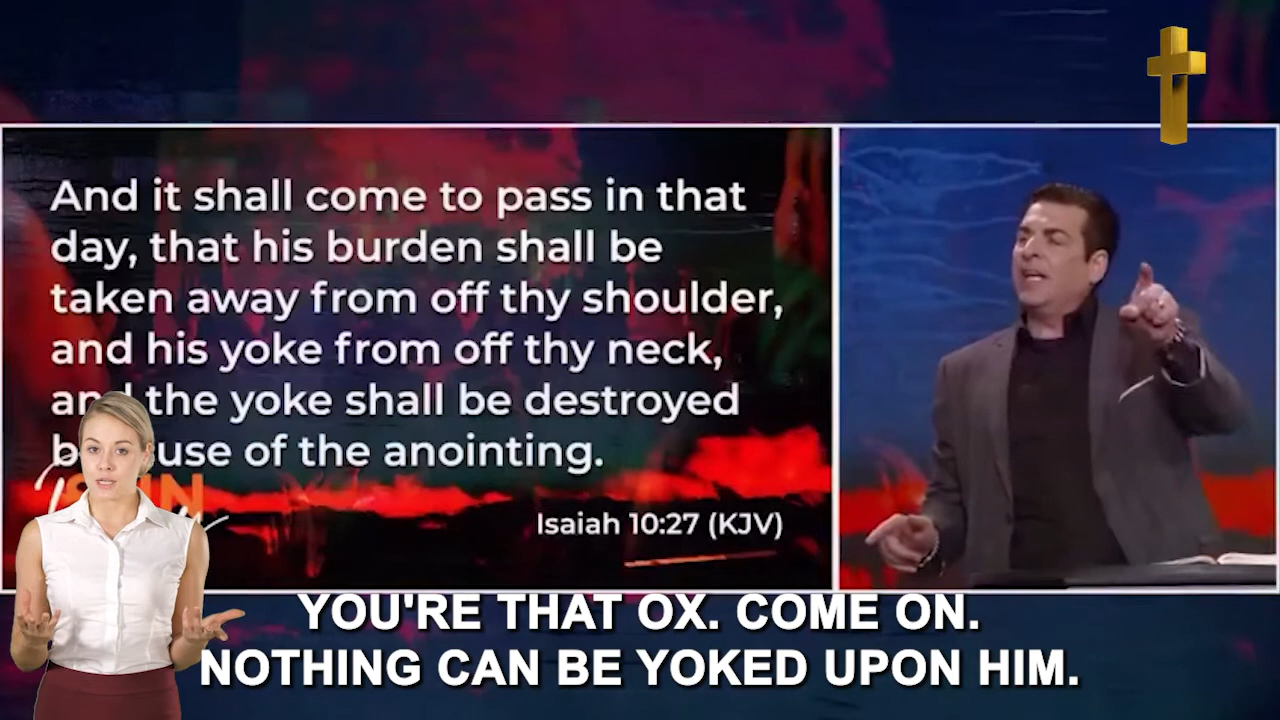 And it shall come to pass in that
day, that his burden shall be
taken away from off thy shoulder,
and his yoke from off thy neck,
the yoke shall be destroyed
of the anointing.
Isaiah 10:27 (KJV)
YOU'RE THAT OX. COME ON.
NOTHING CAN BE YOKED UPON HIM.